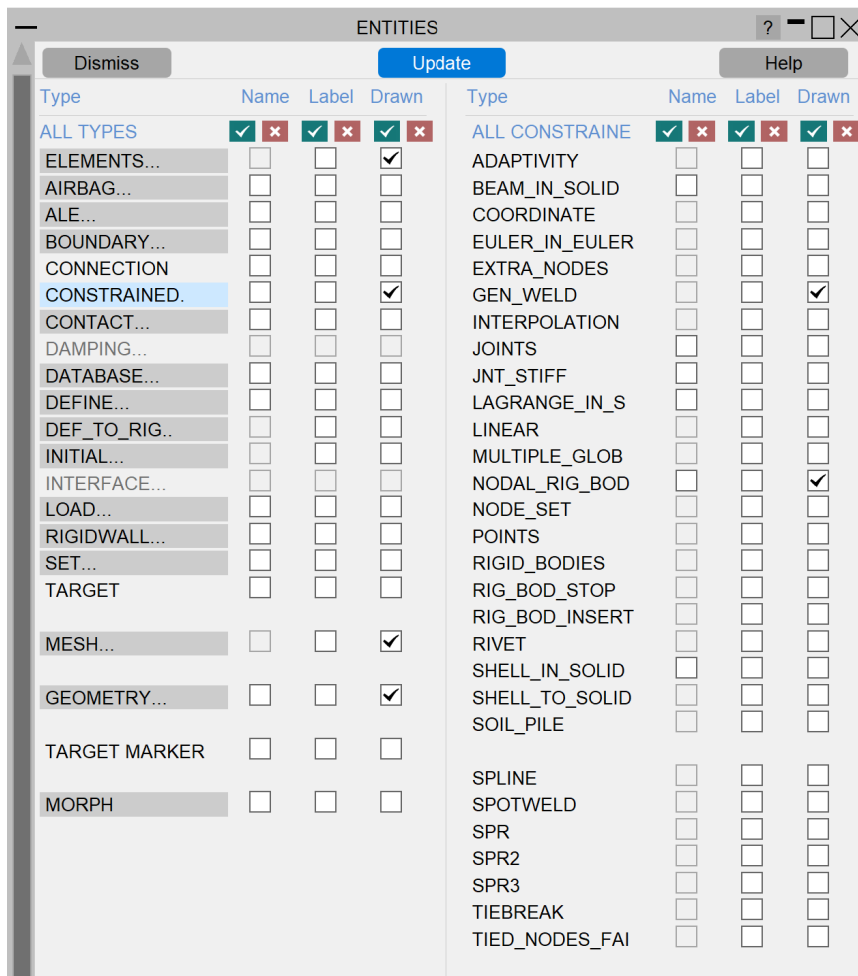 ENTITIES ?
Dismiss Update Help
Type Name Label Drawn
ALL TYPES
ELEMENTS...
AIRBAG...
ALE...
BOUNDARY...
CONNECTION
CONSTRAINED.
CONTACT...
DAMPING...
DATABASE...
DEFINE...
DEF_TO_RIG..
INITIAL...
INTERFACE...
LOAD...
RIGIDWALL...
SET...
TARGET
MESH...
GEOMETRY...
TARGET MARKER
MORPH
Type Name Label Drawn
ALL CONSTRAINE
ADAPTIVITY
BEAM_IN_SOLID
COORDINATE
EULER_IN_EULER
EXTRA_NODES
GEN_WELD
INTERPOLATION
JOINTS
JNT_STIFF
LAGRANGE_IN_S
LINEAR
MULTIPLE_GLOB
NODAL_RIG_BOD
NODE_SET
POINTS
RIGID_BODIES
RIG_BOD_STOP
RIG_BOD_INSERT
RIVET
SHELL_IN_SOLID
SHELL_TO_SOLID
SOIL_PILE
SPLINE
SPOTWELD
SPR
SPR2
SPR3
TIEBREAK
TIED_NODES_FAI